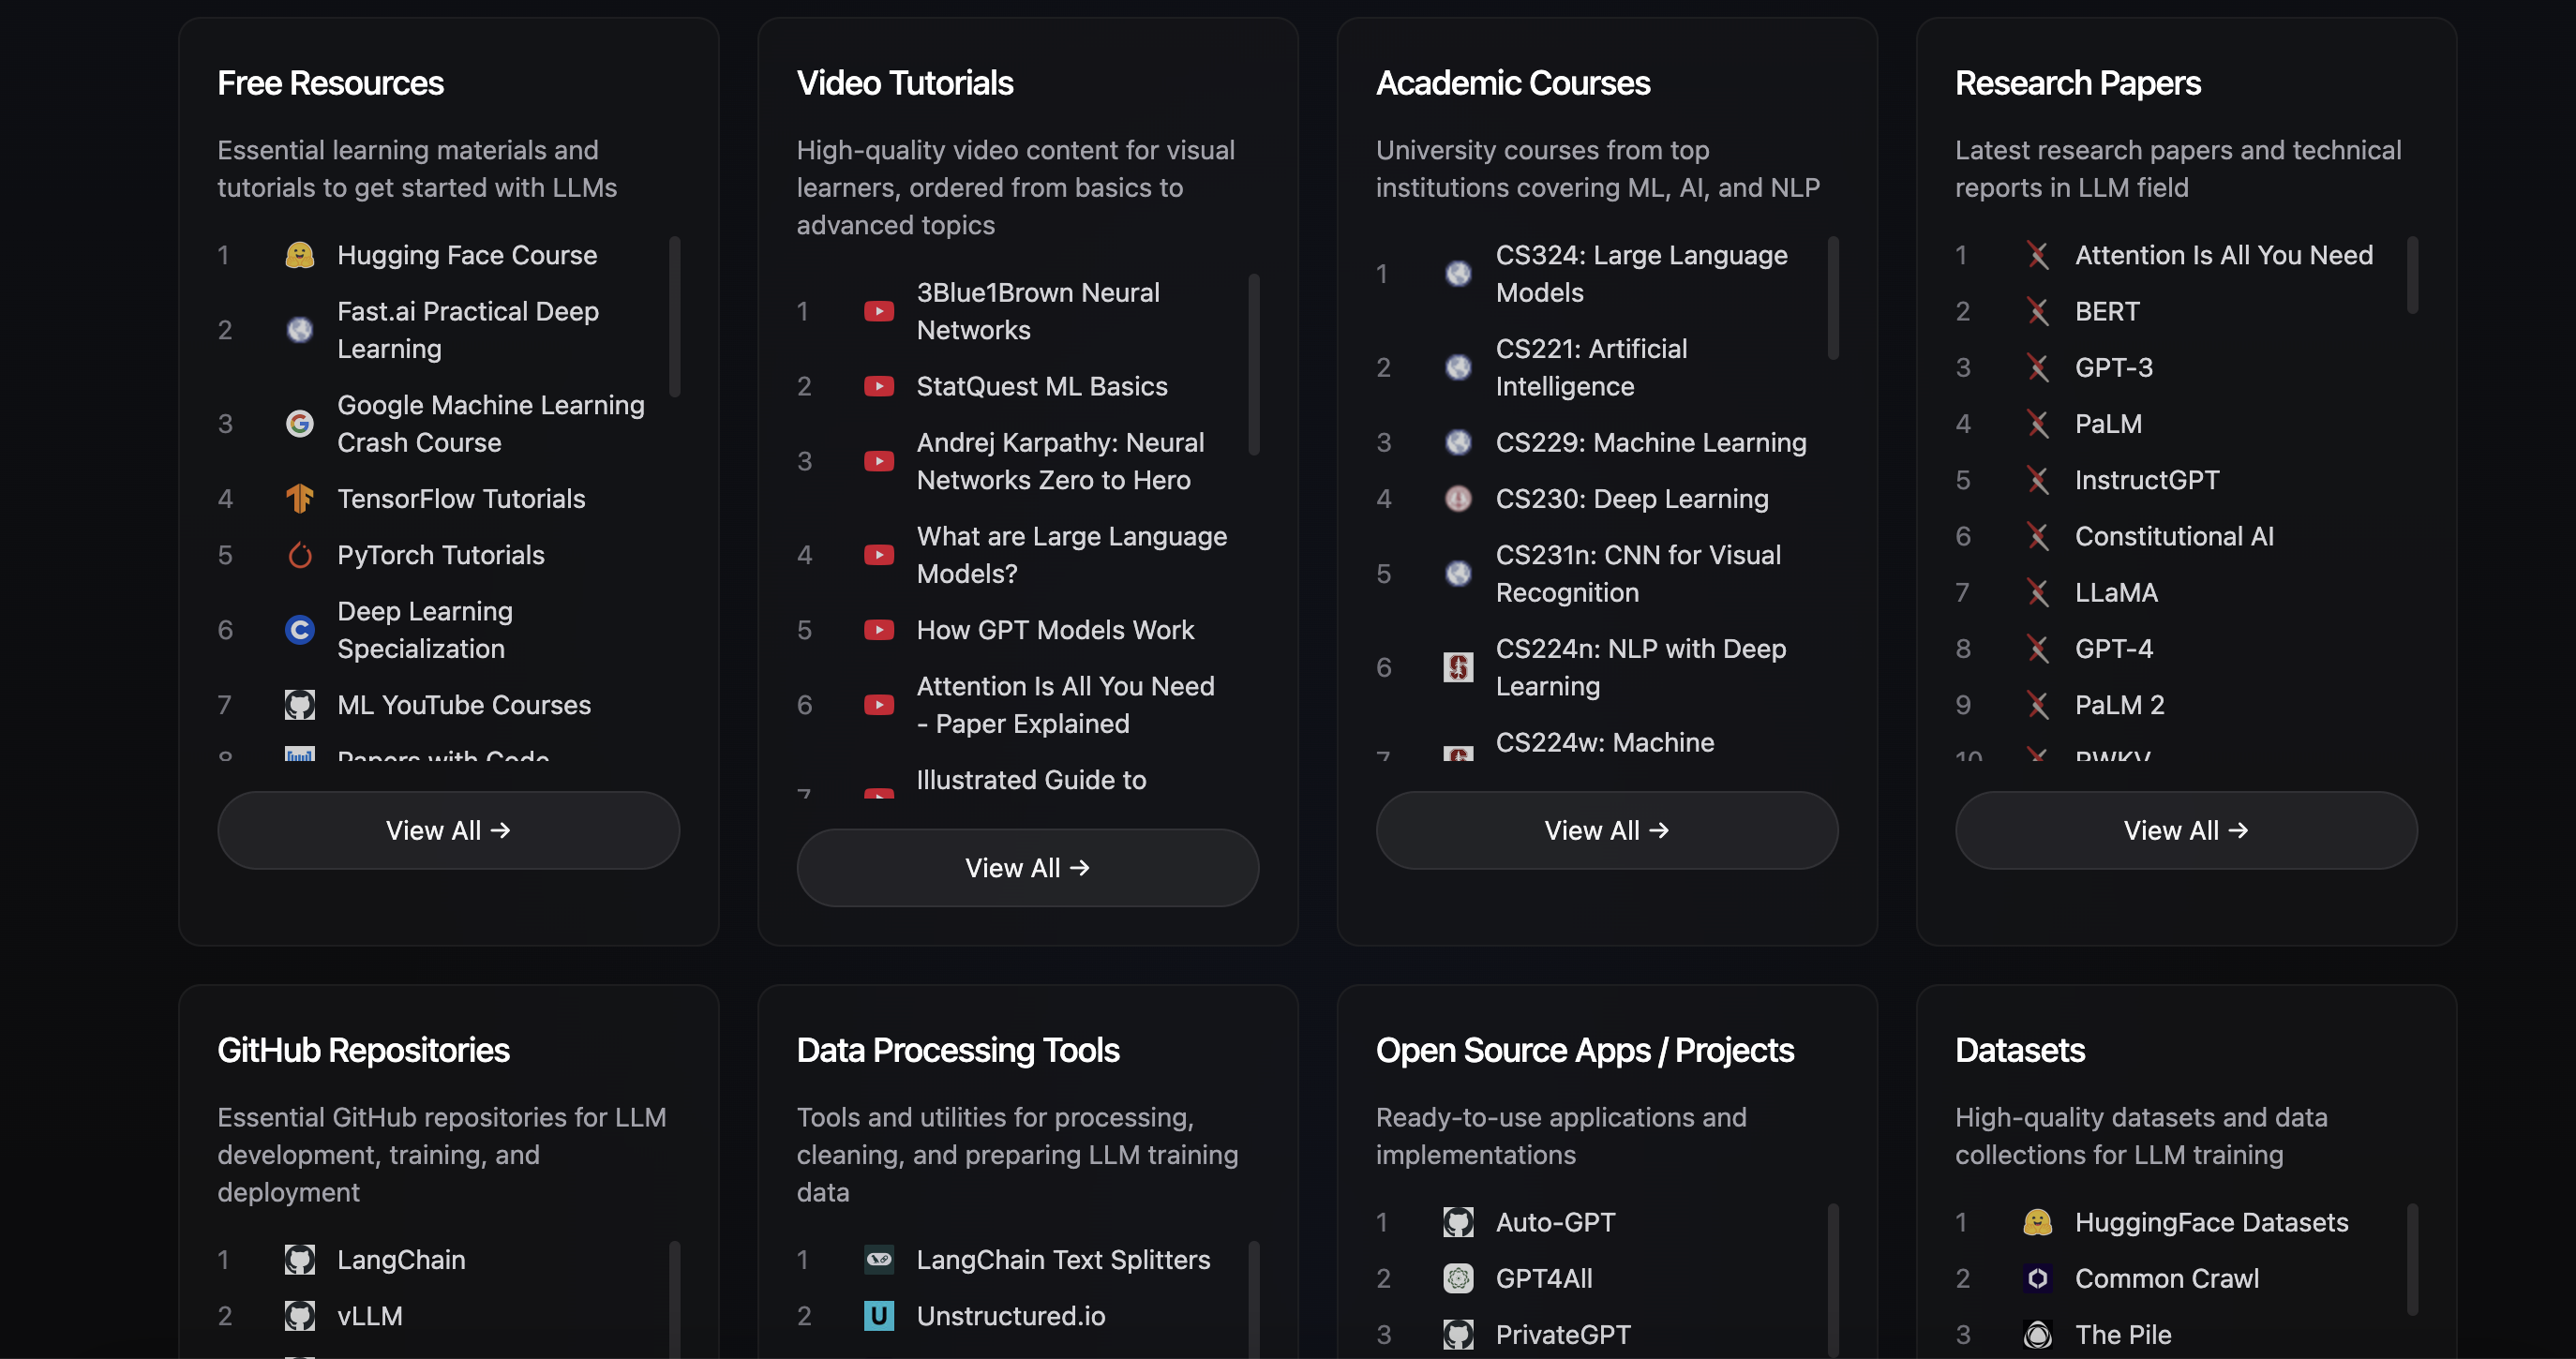 Free Resources
Essential learning materials and
tutorials to get started with LLMs
1 Hugging Face Course
2 Fast.ai Practical Deep
Learning
3 Google Machine Learning
Crash Course
4 TensorFlow Tutorials
5 PyTorch Tutorials
6 Deep Learning
Specialization
7 ML YouTube Courses
8 Papers with Code
View All →
Video Tutorials
High-quality video content for visual
learners, ordered from basics to
advanced topics
1 3Blue1Brown Neural
Networks
2 StatQuest ML Basics
3 Andrej Karpathy: Neural
Networks Zero to Hero
4 What are Large Language
Models?
5 How GPT Models Work
6 Attention Is All You Need
- Paper Explained
7 Illustrated Guide to
View All →
Academic Courses
University courses from top
institutions covering ML, AI, and NLP
1 CS324: Large Language
Models
2 CS221: Artificial
Intelligence
3 CS229: Machine Learning
4 CS230: Deep Learning
5 CS231n: CNN for Visual
Recognition
6 CS224n: NLP with Deep
Learning
7 CS224w: Machine
View All →
Research Papers
Latest research papers and technical
reports in LLM field
1 Attention Is All You Need
2 BERT
3 GPT-3
4 PaLM
5 InstructGPT
6 Constitutional AI
7 LLaMA
8 GPT-4
9 PaLM 2
10 RWKV
View All →
GitHub Repositories
Essential GitHub repositories for LLM
development, training, and
deployment
1 LangChain
2 vLLM
Data Processing Tools
Tools and utilities for processing,
cleaning, and preparing LLM training
data
1 LangChain Text Splitters
2 Unstructured.io
Open Source Apps / Projects
Ready-to-use applications and
implementations
1 Auto-GPT
2 GPT4All
3 PrivateGPT
Datasets
High-quality datasets and data
collections for LLM training
1 HuggingFace Datasets
2 Common Crawl
3 The Pile